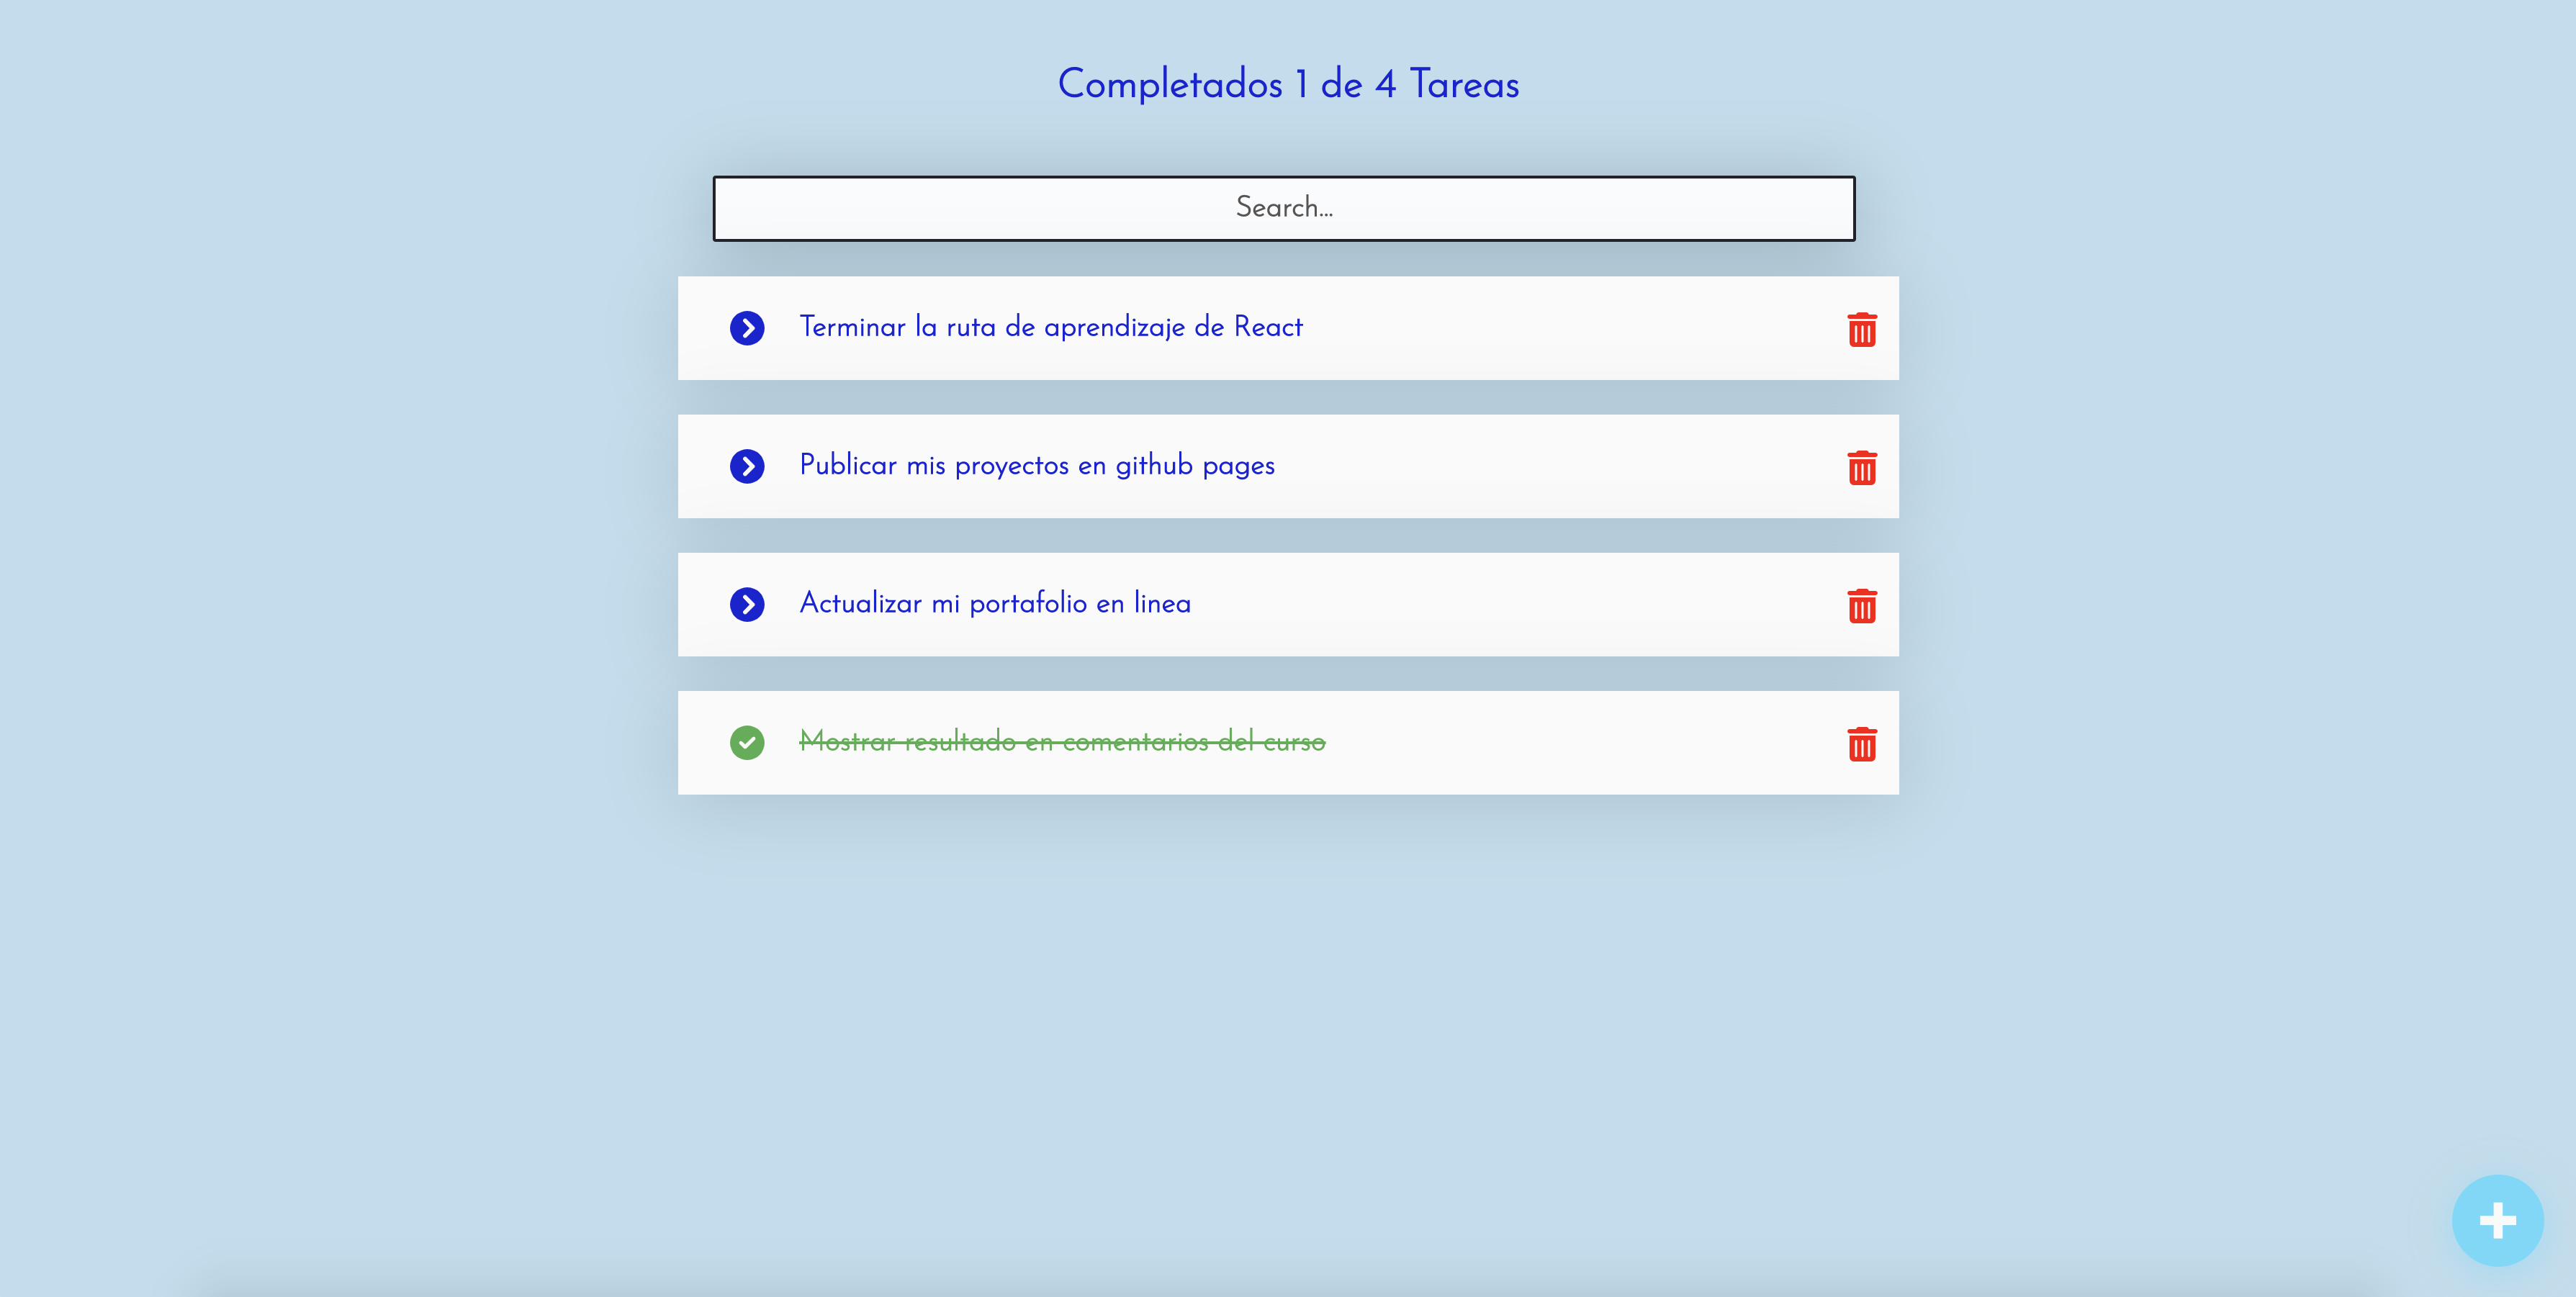 Completados 1 de 4 Tareas
Search...
Terminar la ruta de aprendizaje de React
Publicar mis proyectos en github pages
Actualizar mi portafolio en linea
Mostrar resultado en comentarios del curso